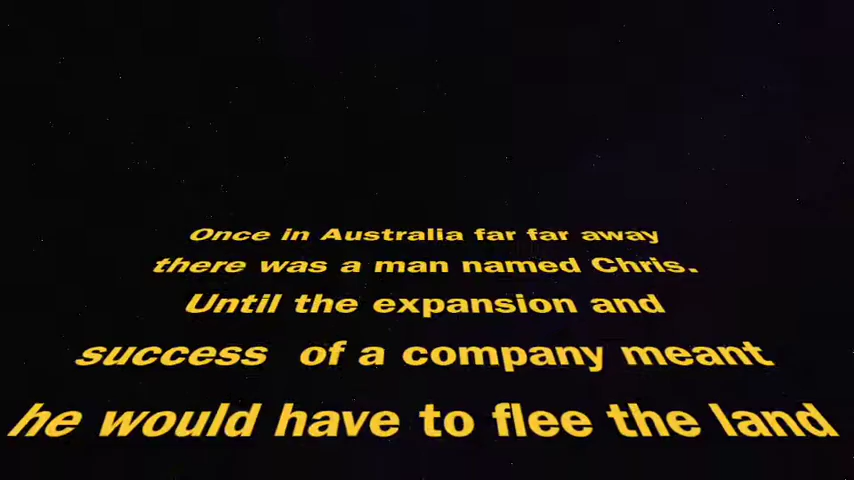 Once in Australia far far away
there was a man named Chris.
Until the expansion and
success of a company meant
he would have to flee the land